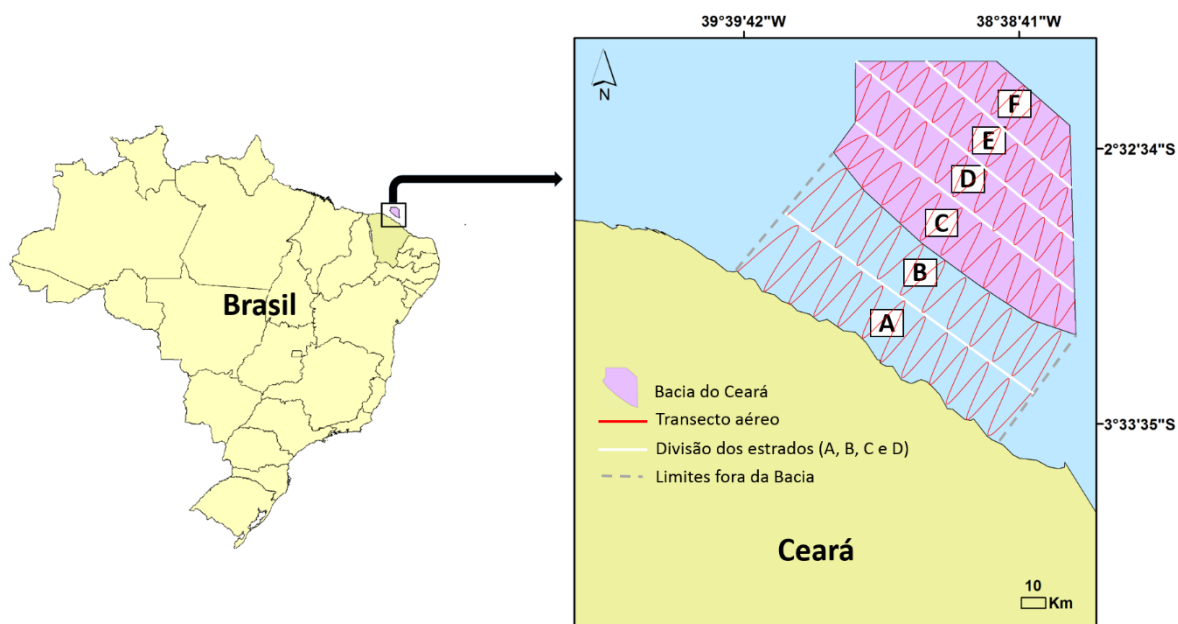 39°39'42"W
38°38'41"W
N
F
E
2°32'34"S
D
C
B
A
Brasil
Bacia do Ceará
Transecto aéreo
Divisão dos estrados (A, B, C e D)
Limites fora da Bacia
3°33'35"S
Ceará
10
Km